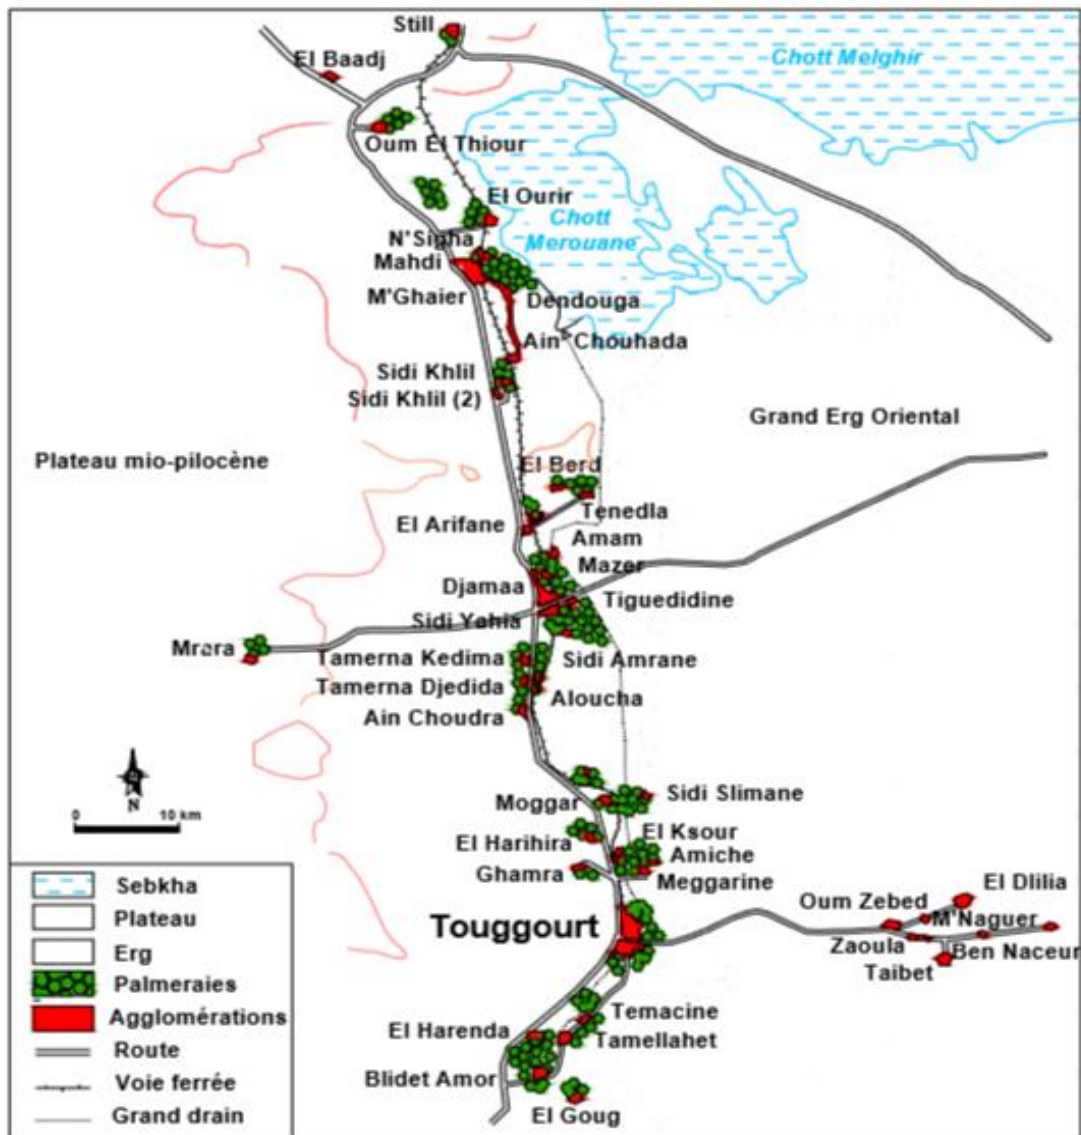 Still
El Baadj
Chott Melghir
Oum El Thiour
El Ourir
Chott
Merouane
N'Sigha
Mahdi
M'Ghaier
Dendouga
Ain Chouhada
Sidi Khlil
Sidi Khlil (2)
Grand Erg Oriental
Plateau mio-pilocène
El Berd
Tenedla
El Arifane
Amam
Mazer
Djamaa
Tiguedidine
Sidi Yehia
Mrara
Tamerna Kedima
Sidi Amrane
Tamerna Djedida
Aloucha
Ain Choudra
N
0 10 km
Moggar
Sidi Slimane
El Ksour
El Harihira
Amiche
Ghamra
Meggarine
El Dlilia
Oum Zebed
M'Naguer
Touggourt
Zaoula
Ben Naceur
Taibet
Temacine
El Harenda
Tamellahet
Blidet Amor
El Goug
Sebkha
Plateau
Erg
Palmeraies
Agglomérations
Route
Voie ferrée
Grand drain